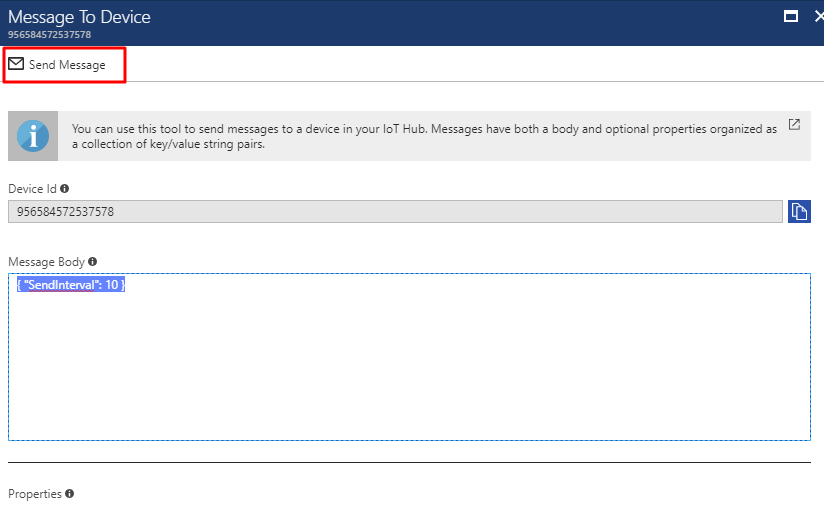 Message To Device
956584572537578
Send Message
You can use this tool to send messages to a device in your IoT Hub. Messages have both a body and optional properties organized as
a collection of key/value string pairs.
Device Id
956584572537578
Message Body
{ "SendInterval": 10 }
Properties